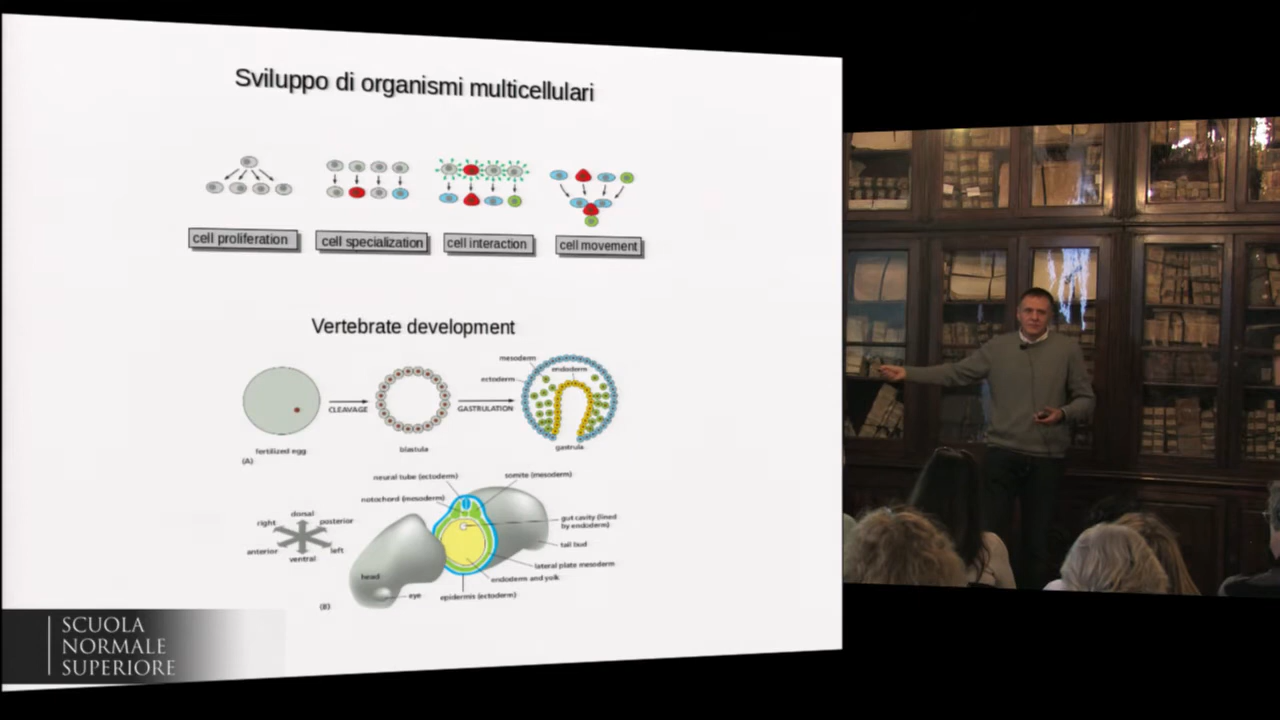 Sviluppo di organismi multicellulari
cell proliferation
cell specialization
cell interaction
cell movement
Vertebrate development
mesoderm
endoderm
ectoderm
CLEAVAGE
GASTRULATION
fertilized egg
blastula
gastrula
(A)
neural tube (ectoderm)
somite (mesoderm)
notochord (mesoderm)
dorsal
right
posterior
gut cavity (lined
by endoderm)
anterior
left
ventral
tail bud
lateral plate mesoderm
head
endoderm and yolk
eye
epidermis (ectoderm)
(B)
SCUOLA
NORMALE
SUPERIORE